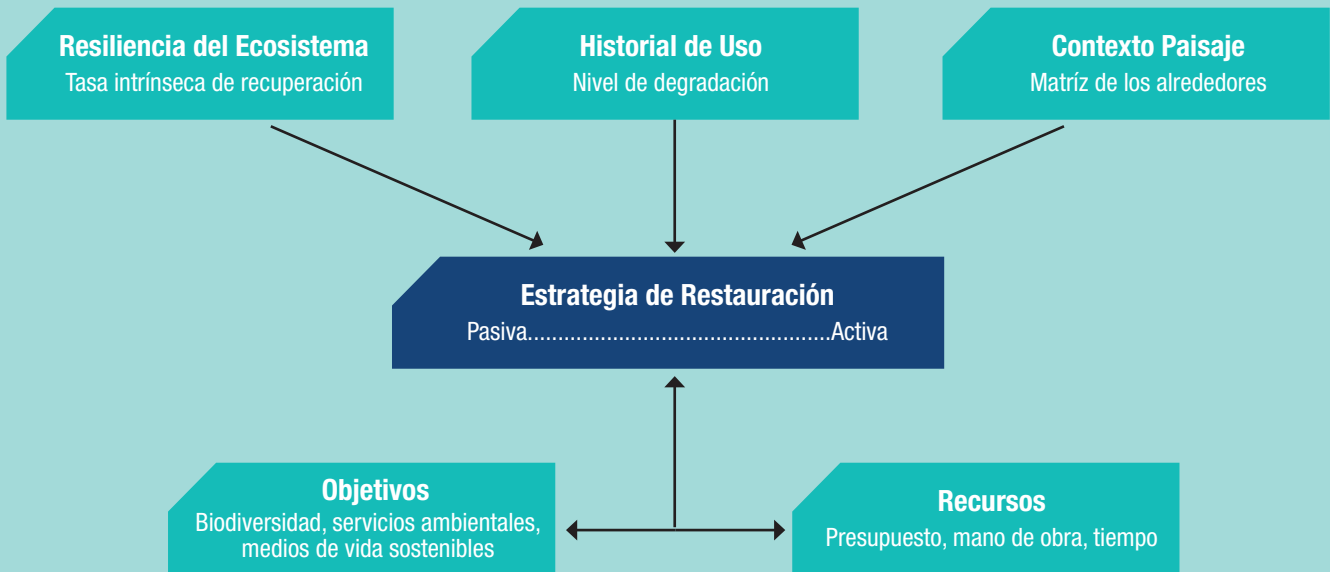 Resiliencia del Ecosistema
Tasa intrínseca de recuperación
Historial de Uso
Nivel de degradación
Contexto Paisaje
Matríz de los alrededores
Estrategia de Restauración
Pasiva..................................................Activa
Objetivos
Biodiversidad, servicios ambientales,
medios de vida sostenibles
Recursos
Presupuesto, mano de obra, tiempo